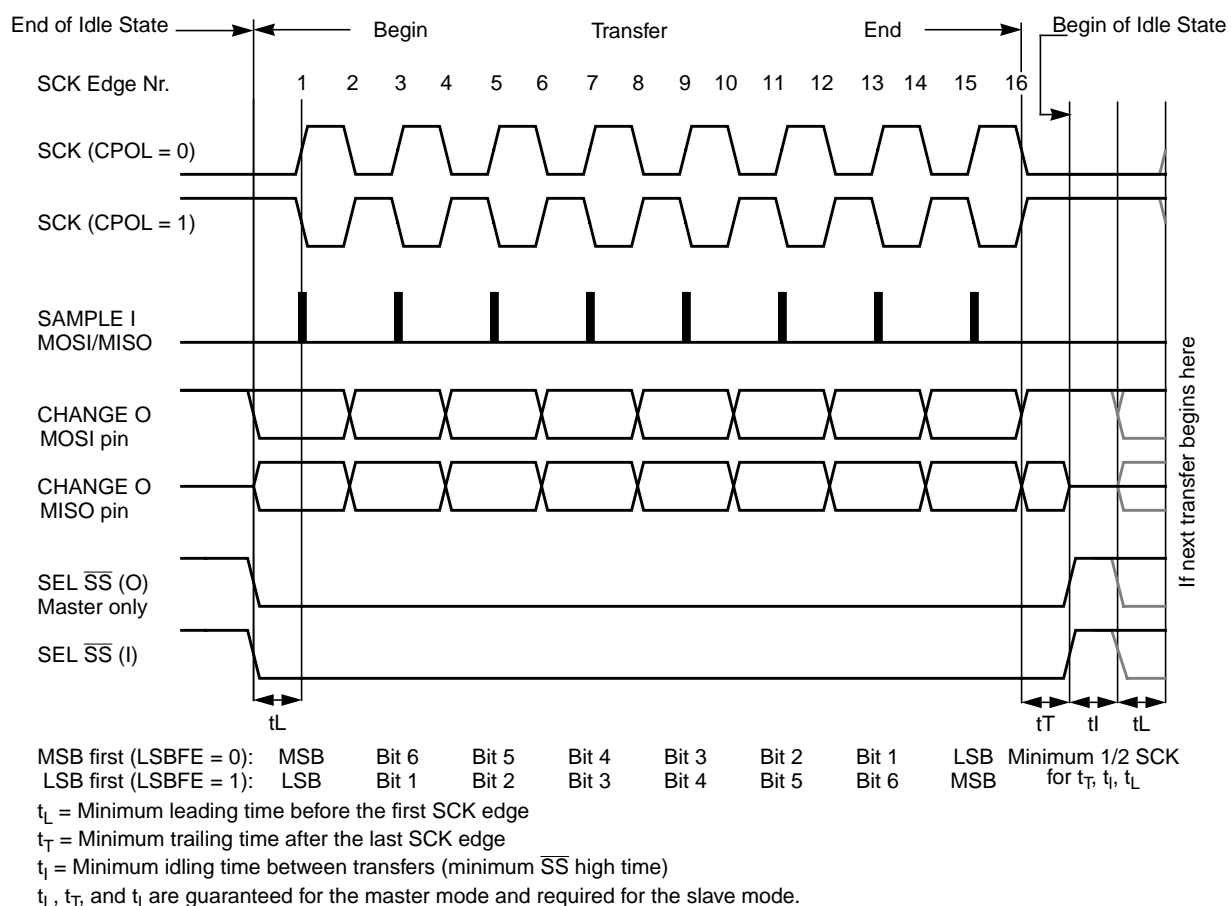 End of Idle State
Begin
Transfer
End
Begin of Idle State
SCK Edge Nr.
1 2 3 4 5 6 7 8 9 10 11 12 13 14 15 16
SCK (CPOL = 0)
SCK (CPOL = 1)
SAMPLE I
MOSI/MISO
CHANGE O
MOSI pin
CHANGE O
MISO pin
SEL SS (O)
Master only
SEL SS (I)
If next transfer begins here
tL
tT
tI
tL
MSB first (LSBFE = 0): MSB Bit 6 Bit 5 Bit 4 Bit 3 Bit 2 Bit 1 LSB Minimum 1/2 SCK
LSB first (LSBFE = 1): LSB Bit 1 Bit 2 Bit 3 Bit 4 Bit 5 Bit 6 MSB for tT, tI, tL
tL = Minimum leading time before the first SCK edge
tT = Minimum trailing time after the last SCK edge
tI = Minimum idling time between transfers (minimum SS high time)
tL, tT, and tI are guaranteed for the master mode and required for the slave mode.